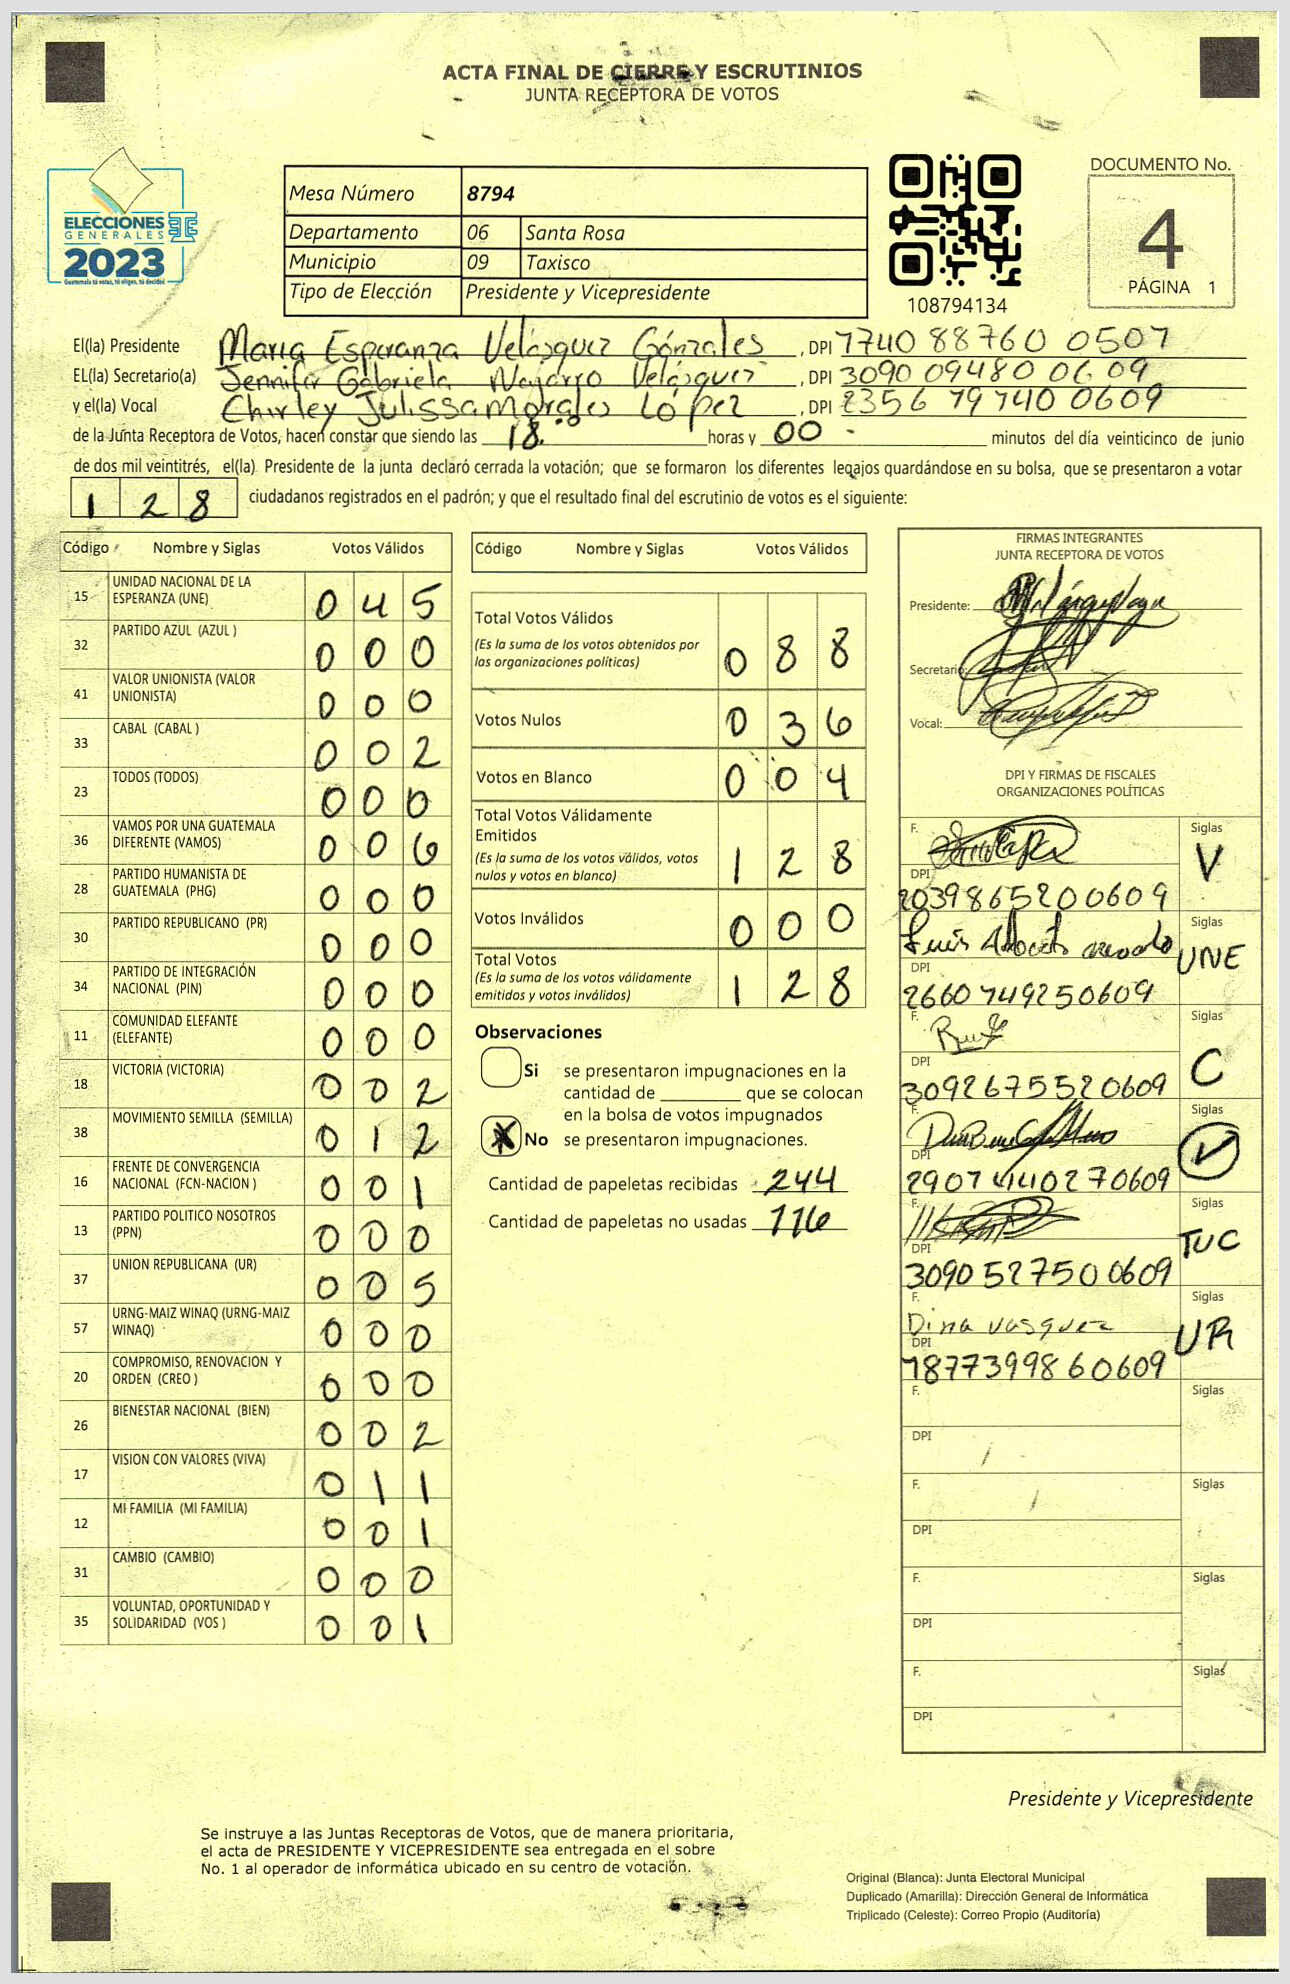 ACTA FINAL DE CIERRE Y ESCRUTINIOS
JUNTA RECEPTORA DE VOTOS
ELECCIONES
GENERALES
2023
Guatemala tú votas, tú eliges, tú decides
Mesa Número 8794
Departamento 06 Santa Rosa
Municipio 09 Taxisco
Tipo de Elección Presidente y Vicepresidente
108794134
DOCUMENTO No.
4
PÁGINA 1
El(la) Presidente María Esperanza Velásquez Gónzales, DPI 7740 88760 0507
EL(la) Secretario(a) Jennifer Gabriela Najarro Velásquez, DPI 3090 09480 0609
y el(la) Vocal Chirley Julissa Morales López, DPI 2356 79740 0609
de la Junta Receptora de Votos, hacen constar que siendo las 18 horas y 00 minutos del día veinticinco de junio
de dos mil veintitrés, el(la) Presidente de la junta declaró cerrada la votación; que se formaron los diferentes legajos guardándose en su bolsa, que se presentaron a votar
128 ciudadanos registrados en el padrón; y que el resultado final del escrutinio de votos es el siguiente:
Código Nombre y Siglas Votos Válidos
15 UNIDAD NACIONAL DE LA ESPERANZA (UNE) 0 4 5
32 PARTIDO AZUL (AZUL ) 0 0 0
41 VALOR UNIONISTA (VALOR UNIONISTA) 0 0 0
33 CABAL (CABAL ) 0 0 2
23 TODOS (TODOS) 0 0 0
36 VAMOS POR UNA GUATEMALA DIFERENTE (VAMOS) 0 0 6
28 PARTIDO HUMANISTA DE GUATEMALA (PHG) 0 0 0
30 PARTIDO REPUBLICANO (PR) 0 0 0
34 PARTIDO DE INTEGRACIÓN NACIONAL (PIN) 0 0 0
11 COMUNIDAD ELEFANTE (ELEFANTE) 0 0 0
18 VICTORIA (VICTORIA) 0 0 2
38 MOVIMIENTO SEMILLA (SEMILLA) 0 1 2
16 FRENTE DE CONVERGENCIA NACIONAL (FCN-NACION ) 0 0 1
13 PARTIDO POLITICO NOSOTROS (PPN) 0 0 0
37 UNION REPUBLICANA (UR) 0 0 5
57 URNG-MAIZ WINAQ (URNG-MAIZ WINAQ) 0 0 0
20 COMPROMISO, RENOVACION Y ORDEN (CREO ) 0 0 0
26 BIENESTAR NACIONAL (BIEN) 0 0 2
17 VISION CON VALORES (VIVA) 0 1 1
12 MI FAMILIA (MI FAMILIA) 0 0 1
31 CAMBIO (CAMBIO) 0 0 0
35 VOLUNTAD, OPORTUNIDAD Y SOLIDARIDAD (VOS ) 0 0 1
Código Nombre y Siglas Votos Válidos
Total Votos Válidos 0 8 8
(Es la suma de los votos obtenidos por
las organizaciones políticas)
Votos Nulos 0 3 6
Votos en Blanco 0 0 4
Total Votos Válidamente
Emitidos 1 2 8
(Es la suma de los votos válidos, votos
nulos y votos en blanco)
Votos Inválidos 0 0 0
Total Votos 1 2 8
(Es la suma de los votos válidamente
emitidos y votos inválidos)
Observaciones
Si se presentaron impugnaciones en la
cantidad de ________ que se colocan
en la bolsa de votos impugnados
X No se presentaron impugnaciones.
Cantidad de papeletas recibidas 244
Cantidad de papeletas no usadas 116
FIRMAS INTEGRANTES
JUNTA RECEPTORA DE VOTOS
Presidente:
Secretario:
Vocal:
DPI Y FIRMAS DE FISCALES
ORGANIZACIONES POLÍTICAS
F. Siglas V
DPI 2039865200609
Luis Alberto Siglas UNE
DPI 2660749250609
F. Siglas C
DPI 3092675520609
F. Siglas V
DPI 2907441402 70609
F. Siglas TUC
DPI 3090527500609
F. Dina Vasquez Siglas UR
DPI 1877399860609
F. Siglas
DPI
F. Siglas
DPI
F. Siglas
DPI
F. Siglas
DPI
Presidente y Vicepresidente
Se instruye a las Juntas Receptoras de Votos, que de manera prioritaria,
el acta de PRESIDENTE Y VICEPRESIDENTE sea entregada en el sobre
No. 1 al operador de informática ubicado en su centro de votación.
Original (Blanca): Junta Electoral Municipal
Duplicado (Amarilla): Dirección General de Informática
Triplicado (Celeste): Correo Propio (Auditoría)